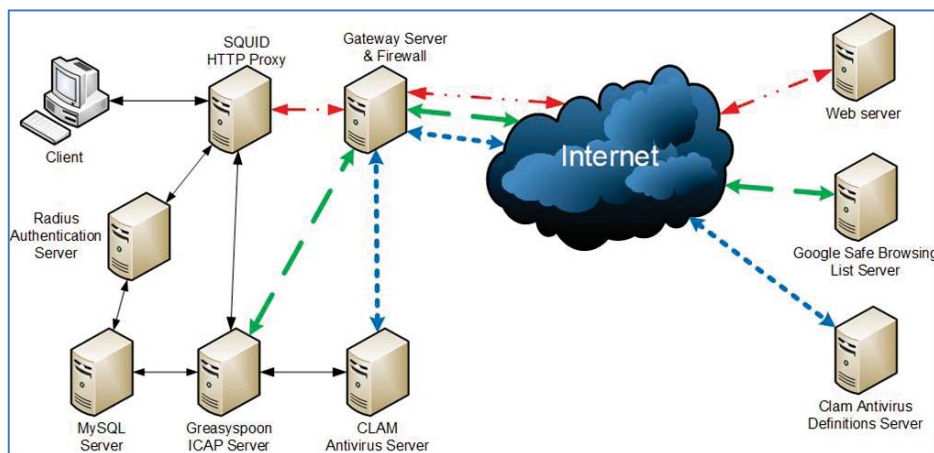 SQUID
HTTP Proxy
Gateway Server
& Firewall
Client
Internet
Web server
Radius
Authentication
Server
Google Safe Browsing
List Server
MySQL
Server
Greasyspoon
ICAP Server
CLAM
Antivirus Server
Clam Antivirus
Definitions Server